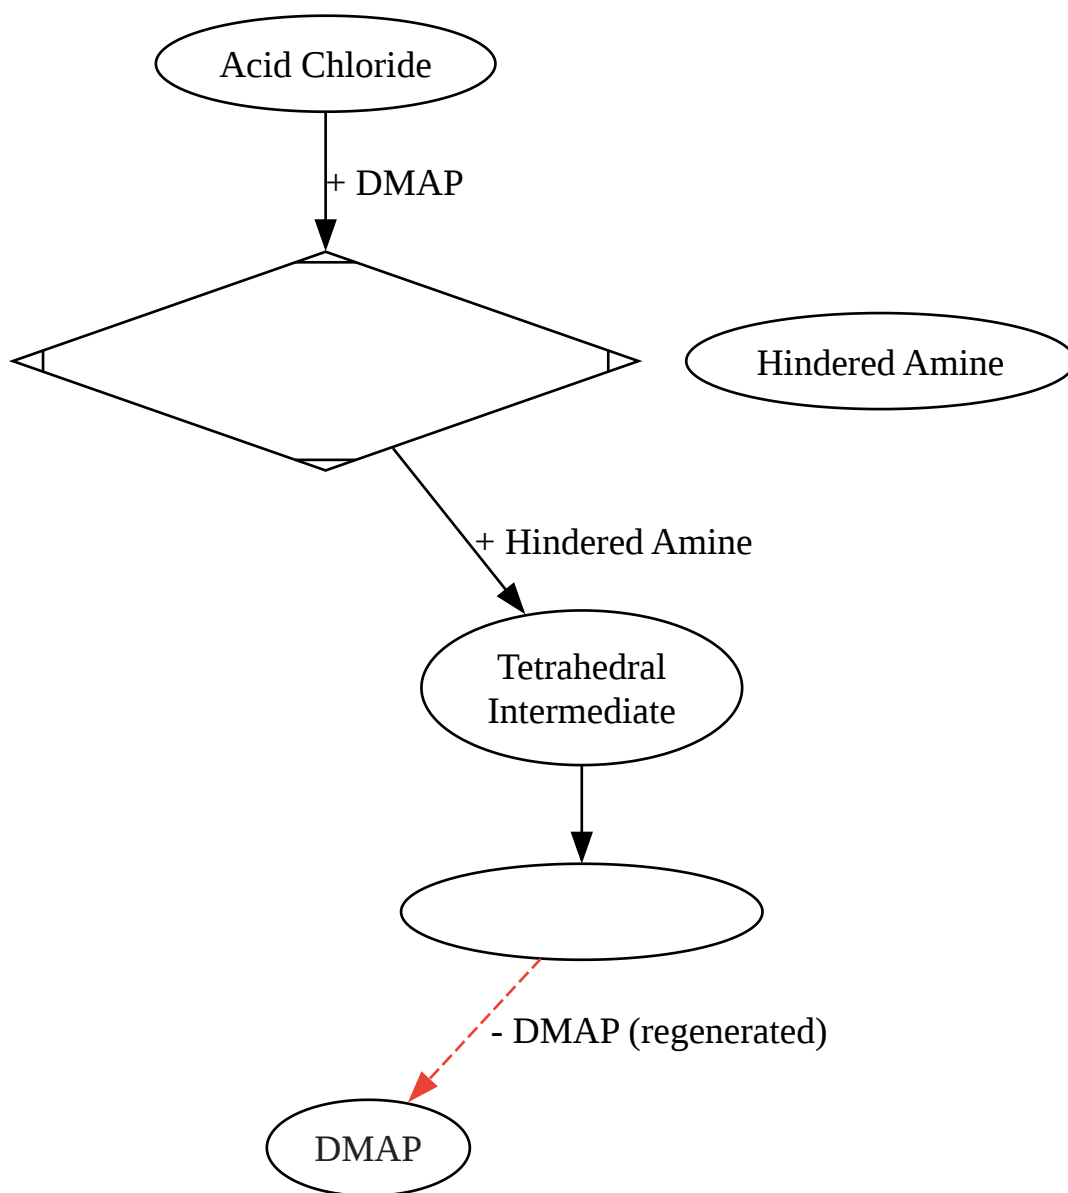 Acid Chloride
+ DMAP
Hindered Amine
+ Hindered Amine
Tetrahedral
Intermediate
- DMAP (regenerated)
DMAP